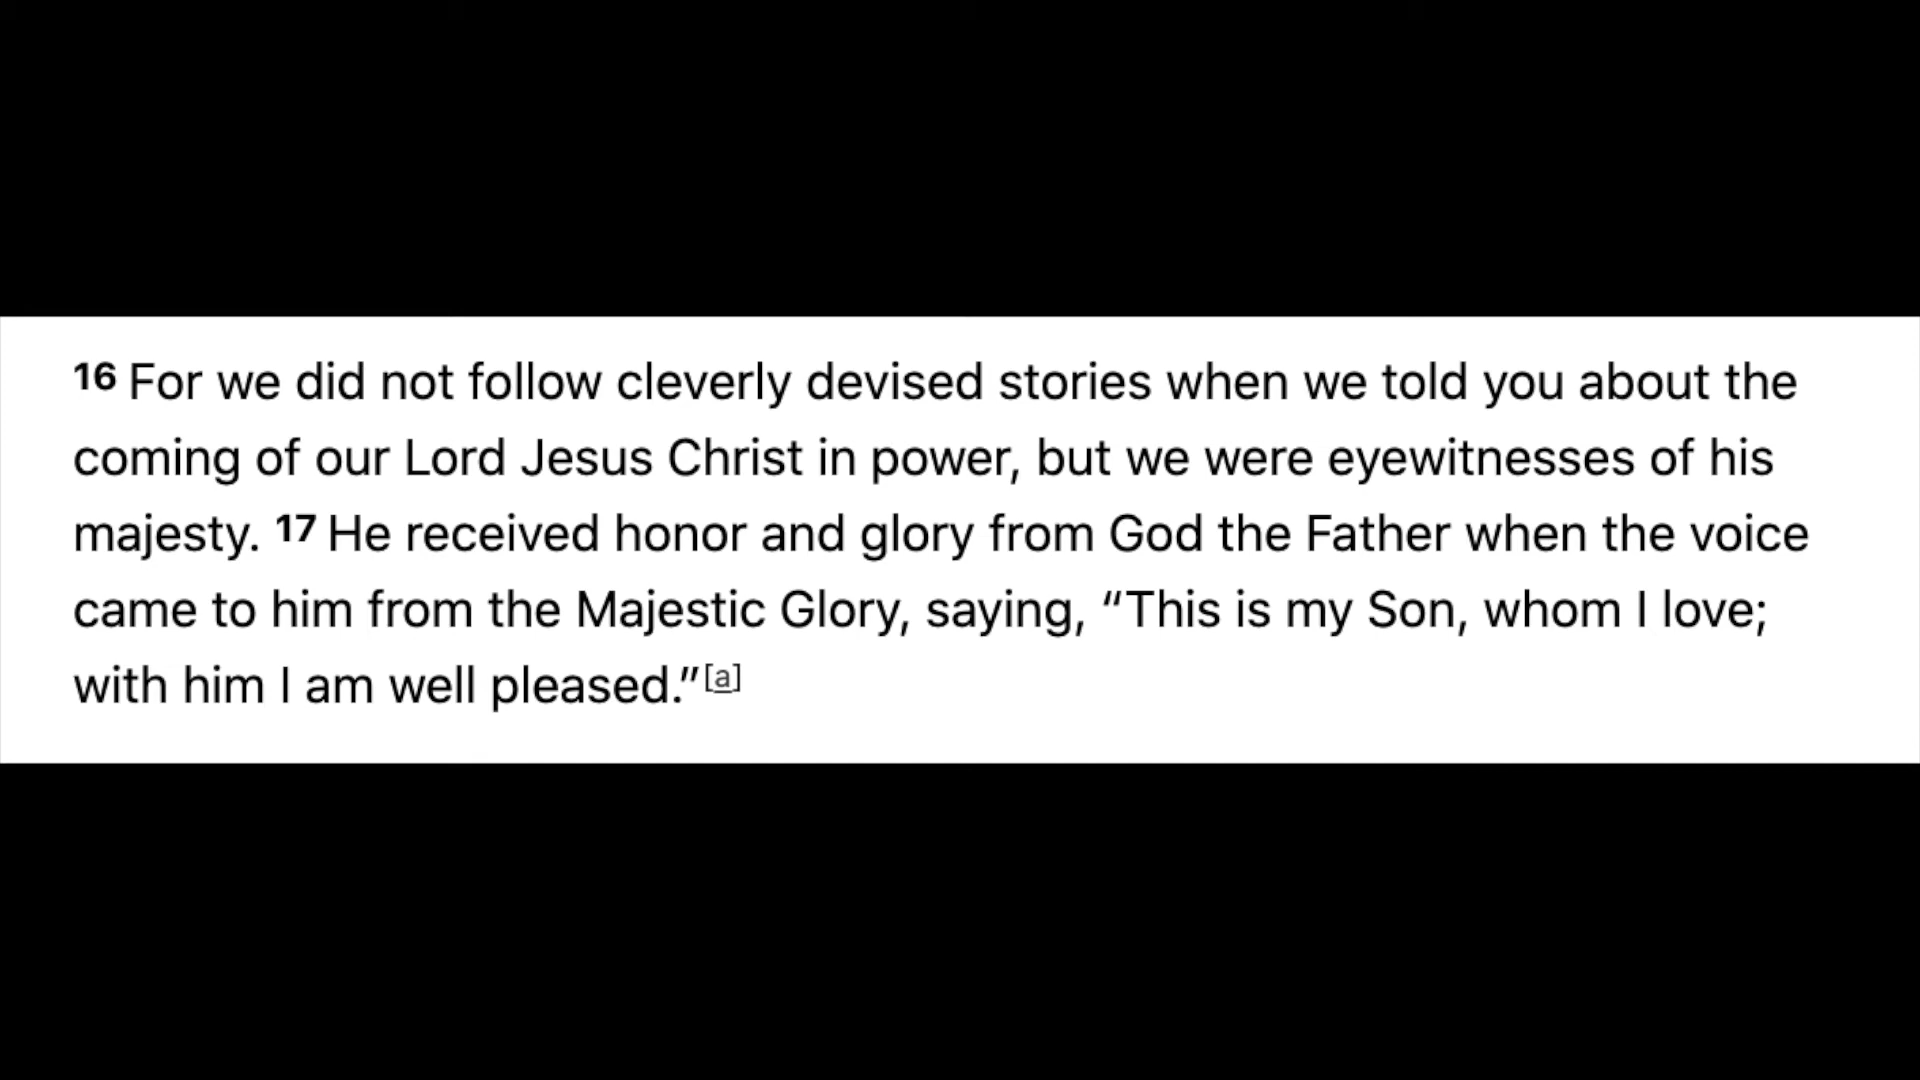 16 For we did not follow cleverly devised stories when we told you about the
coming of our Lord Jesus Christ in power, but we were eyewitnesses of his
majesty. 17 He received honor and glory from God the Father when the voice
came to him from the Majestic Glory, saying, “This is my Son, whom I love;
with him I am well pleased.”[a]